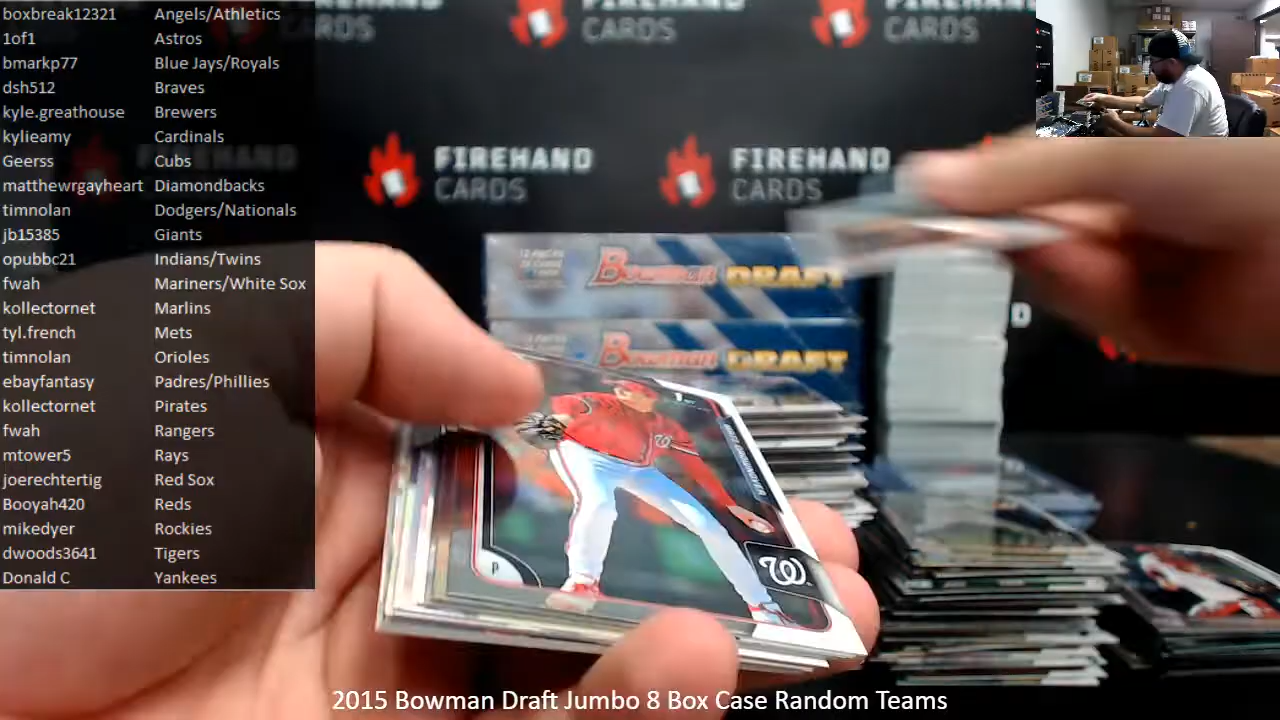 boxbreak12321 Angels/Athletics
1of1 Astros
bmarkp77 Blue Jays/Royals
dsh512 Braves
kyle.greathouse Brewers
kylieamy Cardinals
Geerss Cubs
matthewrgayheart Diamondbacks
timnolan Dodgers/Nationals
jb15385 Giants
opubbc21 Indians/Twins
fwah Mariners/White Sox
kollectornet Marlins
tyl.french Mets
timnolan Orioles
ebayfantasy Padres/Phillies
kollectornet Pirates
fwah Rangers
mtower5 Rays
joerechtertig Red Sox
Booyah420 Reds
mikedyer Rockies
dwoods3641 Tigers
Donald C Yankees
CARDS
CARDS
CARDS
FIREHAND
CARDS
FIREHAND
CARDS
FIREHAND
CARDS
BOWMAN DRAFT
BOWMAN DRAFT
W
P
W
D
2015 Bowman Draft Jumbo 8 Box Case Random Teams